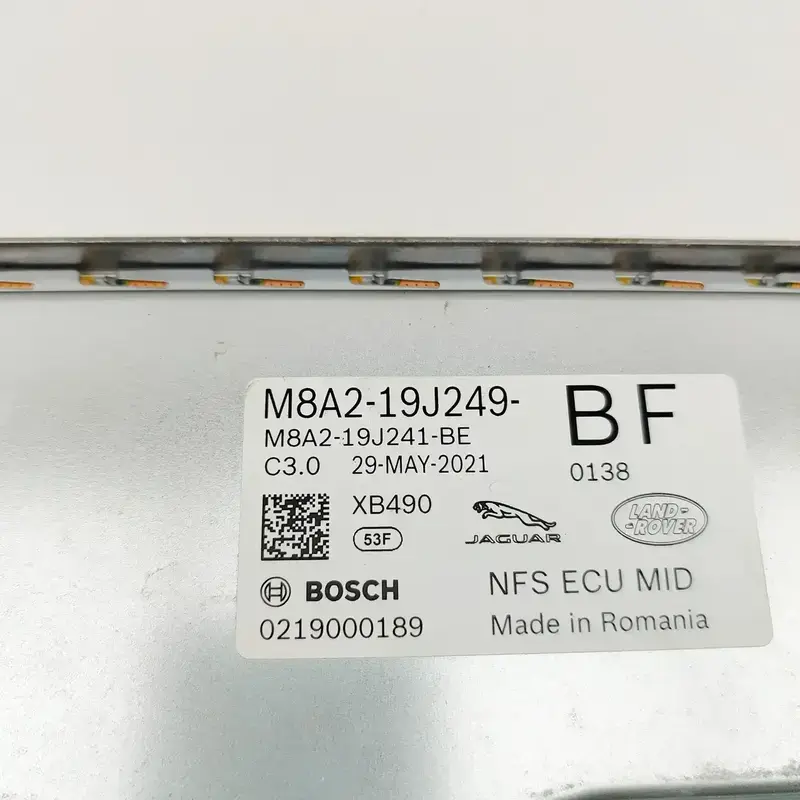 M8A2-19J249-
BF
M8A2-19J241-BE
C3.0 29-MAY-2021
0138
XB490
53F
JAGUAR
LAND-
-ROVER
BOSCH
NFS ECU MID
0219000189
Made in Romania